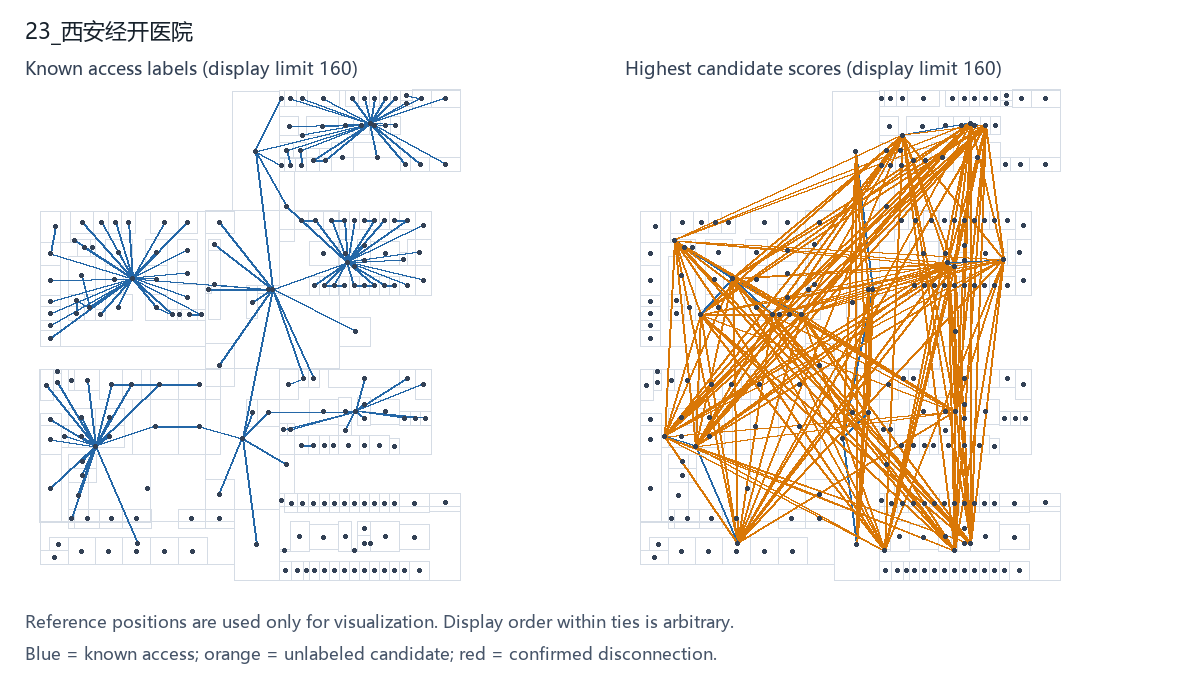 23_西安经开医院
Known access labels (display limit 160)
Highest candidate scores (display limit 160)
Reference positions are used only for visualization. Display order within ties is arbitrary.
Blue = known access; orange = unlabeled candidate; red = confirmed disconnection.